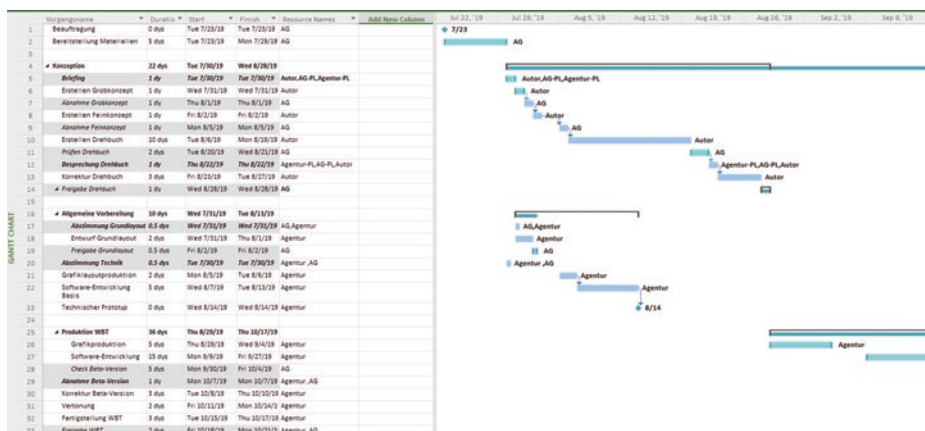 Vorgangsname Duratio Start Finish Resource Names Add New Column Jul 22, '19 Jul 29, '19 Aug 5, '19 Aug 12, '19 Aug 19, '19 Aug 26, '19 Sep 2, '19 Sep 9, '19
1 Beauftragung 0 dys Tue 7/23/19 Tue 7/23/19 AG 7/23
2 Bereitstellung Materialien 5 dys Tue 7/23/19 Mon 7/29/19 AG AG
3
4 Konzeption 22 dys Tue 7/30/19 Wed 8/28/19
5 Briefing 1 dy Tue 7/30/19 Tue 7/30/19 Autor,AG-PL,Agentur-PL Autor,AG-PL,Agentur-PL
6 Erstellen Grobkonzept 1 dy Wed 7/31/19 Wed 7/31/19 Autor Autor
7 Abnahme Grobkonzept 1 dy Thu 8/1/19 Thu 8/1/19 AG AG
8 Erstellen Feinkonzept 1 dy Fri 8/2/19 Fri 8/2/19 Autor Autor
9 Abnahme Feinkonzept 1 dy Mon 8/5/19 Mon 8/5/19 AG AG
10 Erstellen Drehbuch 10 dys Tue 8/6/19 Mon 8/19/19 Autor Autor
11 Prüfen Drehbuch 2 dys Tue 8/20/19 Wed 8/21/19 AG AG
12 Besprechung Drehbuch 1 dy Thu 8/22/19 Thu 8/22/19 Agentur-PL,AG-PL,Autor Agentur-PL,AG-PL,Autor
13 Korrektur Drehbuch 3 dys Fri 8/23/19 Tue 8/27/19 Autor Autor
14 Freigabe Drehbuch 1 dy Wed 8/28/19 Wed 8/28/19 AG
15
16 Allgemeine Vorbereitung 10 dys Wed 7/31/19 Tue 8/13/19
17 Abstimmung Grundlayout 0.5 dys Wed 7/31/19 Wed 7/31/19 AG,Agentur AG,Agentur
18 Entwurf Grundlayout 2 dys Wed 7/31/19 Thu 8/1/19 Agentur Agentur
19 Freigabe Grundlayout 0.5 dys Fri 8/2/19 Fri 8/2/19 AG AG
20 Abstimmung Technik 0.5 dys Tue 7/30/19 Tue 7/30/19 Agentur ,AG Agentur ,AG
21 Grafiklayoutproduktion 2 dys Mon 8/5/19 Tue 8/6/19 Agentur Agentur
22 Software-Entwicklung 5 dys Wed 8/7/19 Tue 8/13/19 Agentur Agentur
Basis
23 Technischer Prototyp 0 dys Wed 8/14/19 Wed 8/14/19 Agentur 8/14
24
25 Produktion WBT 36 dys Thu 8/29/19 Thu 10/17/19
26 Grafikproduktion 5 dys Thu 8/29/19 Wed 9/4/19 Agentur Agentur
27 Software-Entwicklung 15 dys Mon 9/9/19 Fri 9/27/19 Agentur
28 Check Beta-Version 5 dys Mon 9/30/19 Fri 10/4/19 AG
29 Abnahme Beta-Version 1 dy Mon 10/7/19 Mon 10/7/19 Agentur ,AG
30 Korrektur Beta-Version 3 dys Tue 10/8/19 Thu 10/10/19 Agentur
31 Vertonung 2 dys Fri 10/11/19 Mon 10/14/1 Agentur
32 Fertigstellung WBT 3 dys Tue 10/15/19 Thu 10/17/19 Agentur
Freigabe WBT 2 dys Fri 10/18/19 Mon 10/21/1 Agentur, AG
GANTT CHART